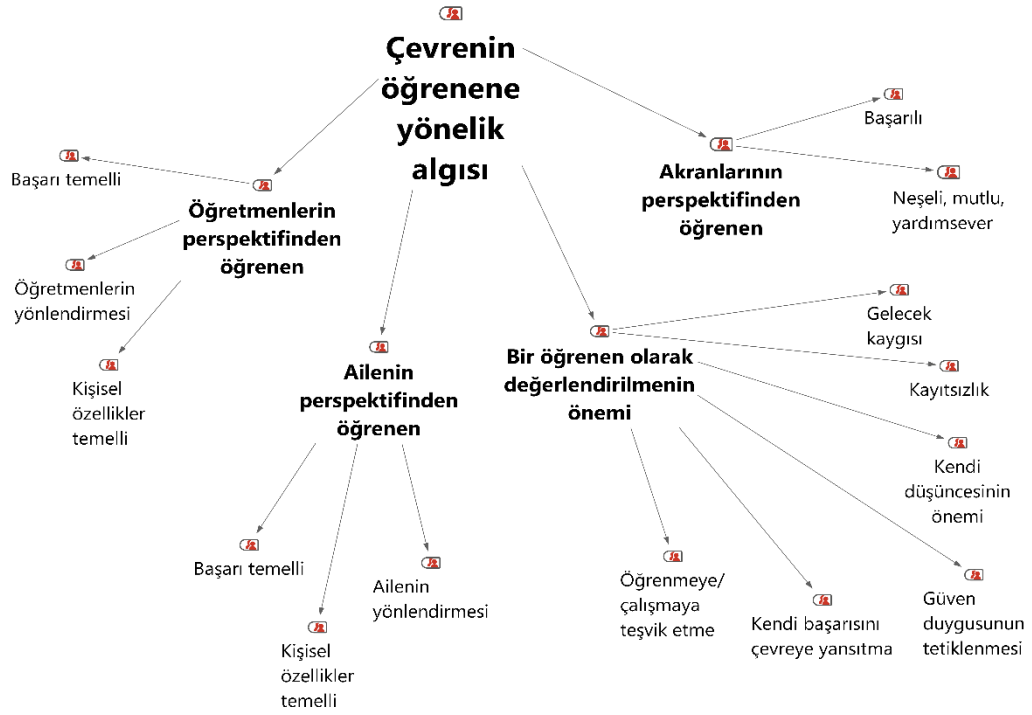 Çevrenin
öğrenene
yönelik
algısı
Başarılı
Akranlarının
perspektifinden
öğrenen
Neşeli, mutlu,
yardımsever
Başarı temelli
Öğretmenlerin
perspektifinden
öğrenen
Öğretmenlerin
yönlendirmesi
Kişisel
özellikler
temelli
Ailenin
perspektifinden
öğrenen
Başarı temelli
Kişisel
özellikler
temelli
Ailenin
yönlendirmesi
Bir öğrenen olarak
değerlendirilmenin
önemi
Gelecek
kaygısı
Kayıtsızlık
Kendi
düşüncesinin
önemi
Güven
duygusunun
tetiklenmesi
Kendi başarısını
çevreye yansıtma
Öğrenmeye/
çalışmaya
teşvik etme